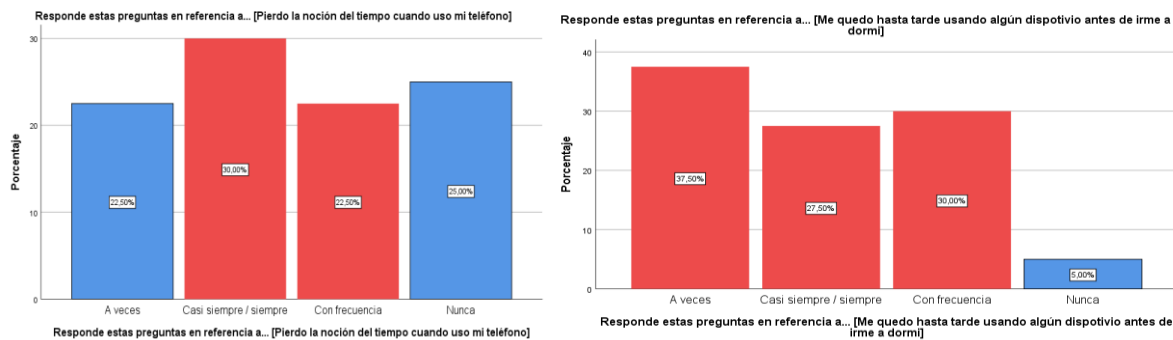 Responde estas preguntas en referencia a... [Pierdo la noción del tiempo cuando uso mi teléfono]
Porcentaje
30
20
10
0
22,50%
30,00%
22,50%
25,00%
A veces
Casi siempre / siempre
Con frecuencia
Nunca
Responde estas preguntas en referencia a... [Pierdo la noción del tiempo cuando uso mi teléfono]
Responde estas preguntas en referencia a... [Me quedo hasta tarde usando algún dispotivio antes de irme a
dormi]
Porcentaje
40
30
20
10
0
37,50%
27,50%
30,00%
5,00%
A veces
Casi siempre / siempre
Con frecuencia
Nunca
Responde estas preguntas en referencia a... [Me quedo hasta tarde usando algún dispotivio antes de
irme a dormi]